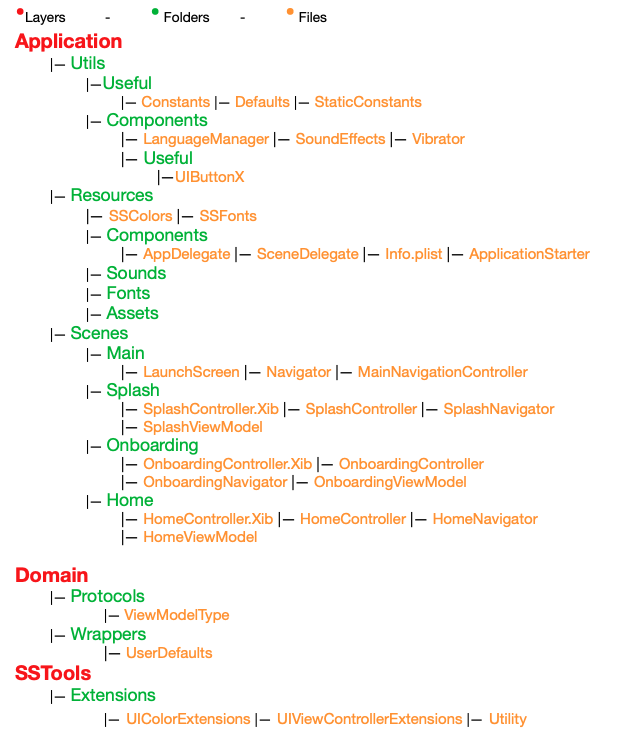 Layers - Folders - Files
Application
|– Utils
|–Useful
|– Constants |– Defaults |– StaticConstants
|– Components
|– LanguageManager |– SoundEffects |– Vibrator
|– Useful
|–UIButtonX
|– Resources
|– SSColors |– SSFonts
|– Components
|– AppDelegate |– SceneDelegate |– Info.plist |– ApplicationStarter
|– Sounds
|– Fonts
|– Assets
|– Scenes
|– Main
|– LaunchScreen |– Navigator |– MainNavigationController
|– Splash
|– SplashController.Xib |– SplashController |– SplashNavigator
|– SplashViewModel
|– Onboarding
|– OnboardingController.Xib |– OnboardingController
|– OnboardingNavigator |– OnboardingViewModel
|– Home
|– HomeController.Xib |– HomeController |– HomeNavigator
|– HomeViewModel
Domain
|– Protocols
|– ViewModelType
|– Wrappers
|– UserDefaults
SSTools
|– Extensions
|– UIColorExtensions |– UIViewControllerExtensions |– Utility